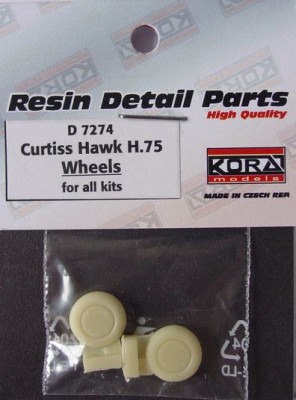 Resin Detail Parts
High Quality
D 7274
Curtiss Hawk H.75
Wheels
for all kits
KORA
models
MADE IN CZECH REP.